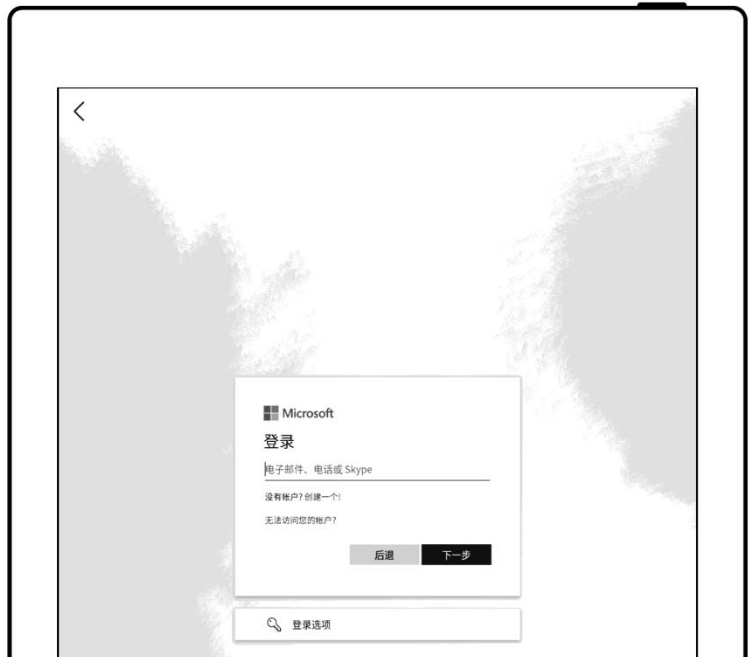 Microsoft
登录
电子邮件、电话或 Skype
没有帐户? 创建一个!
无法访问您的帐户?
后退
下一步
登录选项